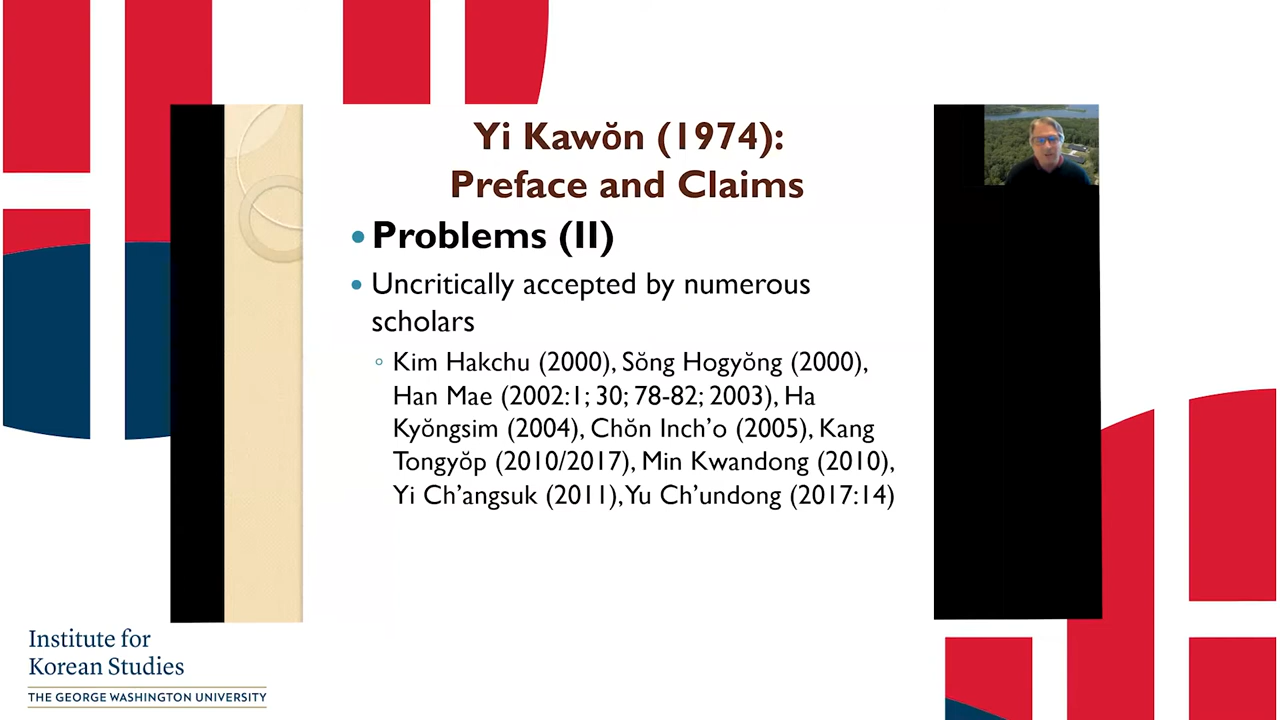 Yi Kawŏn (1974):
Preface and Claims
• Problems (II)
• Uncritically accepted by numerous
scholars
◦ Kim Hakchu (2000), Sŏng Hogyŏng (2000),
Han Mae (2002:1; 30; 78-82; 2003), Ha
Kyŏngsim (2004), Chŏn Inch’o (2005), Kang
Tongyŏp (2010/2017), Min Kwandong (2010),
Yi Ch’angsuk (2011), Yu Ch’undong (2017:14)
Institute for
Korean Studies
THE GEORGE WASHINGTON UNIVERSITY